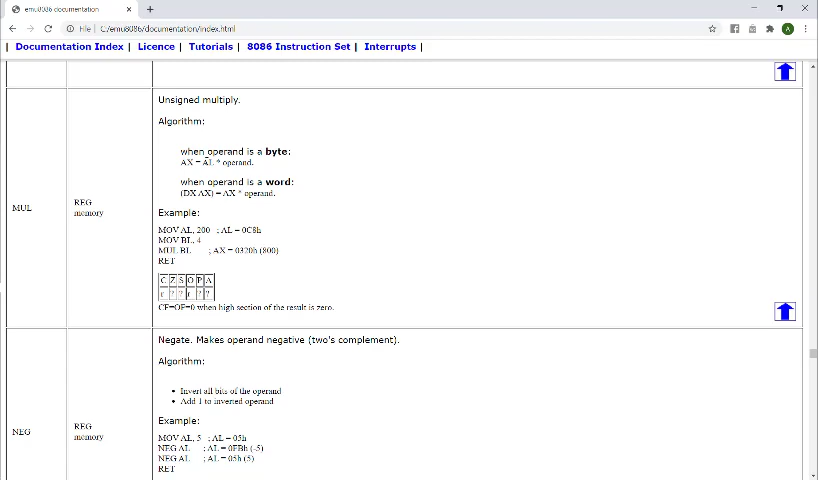 emu8086 documentation
File | C:/emu8086/documentation/index.html
A
| Documentation Index | Licence | Tutorials | 8086 Instruction Set | Interrupts |
MUL
REG
memory
Unsigned multiply.
Algorithm:
when operand is a byte:
AX = AL * operand.
when operand is a word:
(DX AX) = AX * operand.
Example:
MOV AL, 200 ; AL = 0C8h
MOV BL, 4
MUL BL ; AX = 0320h (800)
RET
C Z S O P A
r ? ? r ? ?
CF=OF=0 when high section of the result is zero.
NEG
REG
memory
Negate. Makes operand negative (two's complement).
Algorithm:
• Invert all bits of the operand
• Add 1 to inverted operand
Example:
MOV AL, 5 ; AL = 05h
NEG AL ; AL = 0FBh (-5)
NEG AL ; AL = 05h (5)
RET